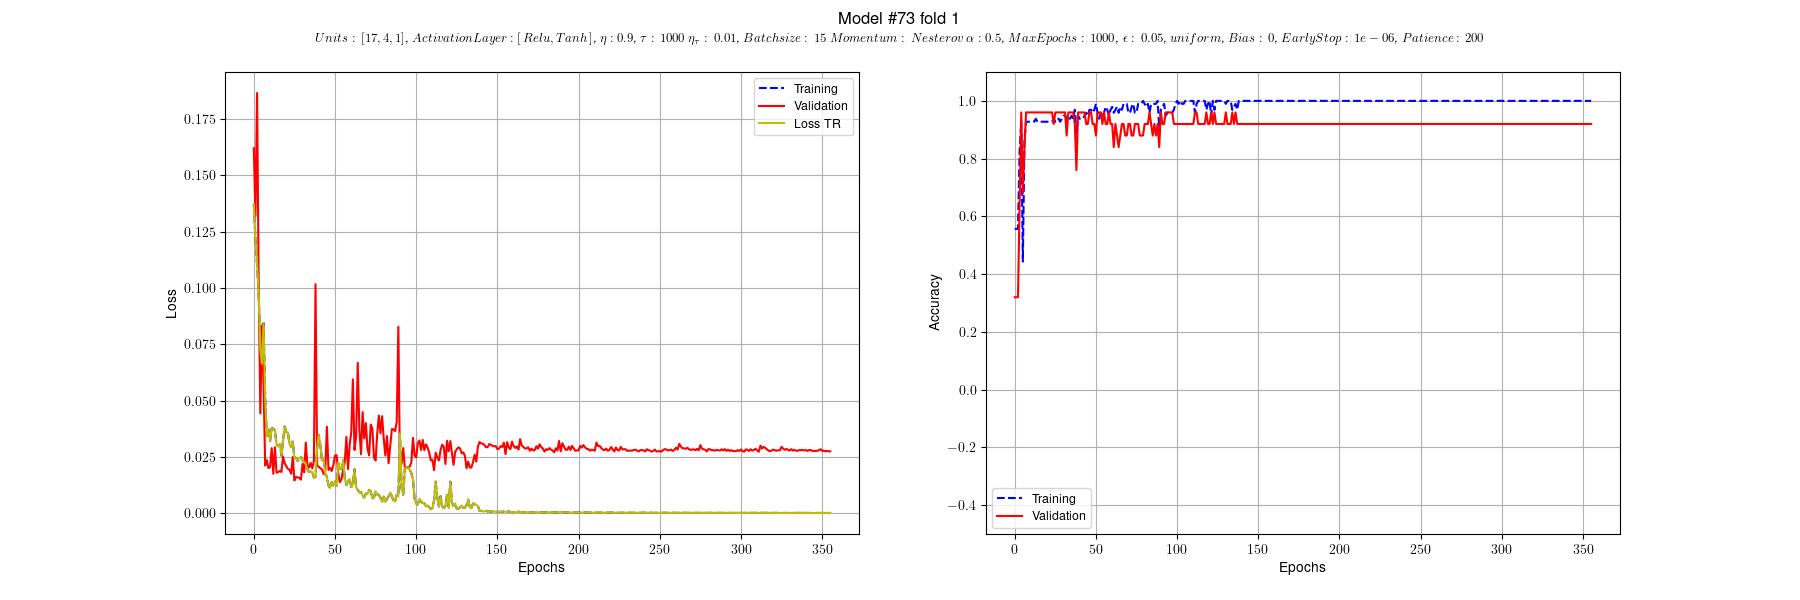 Model #73 fold 1
Units : [17, 4, 1], ActivationLayer : [ Relu, Tanh], η : 0.9, τ : 1000 ητ : 0.01, Batchsize : 15 Momentum : Nesterov α : 0.5, MaxEpochs : 1000, ϵ : 0.05, uniform, Bias : 0, EarlyStop : 1e − 06, Patience : 200
Training
Validation
Loss TR
0.175
0.150
0.125
0.100
0.075
0.050
0.025
0.000
Loss
0 50 100 150 200 250 300 350
Epochs
1.0
0.8
0.6
0.4
0.2
0.0
−0.2
−0.4
Accuracy
Training
Validation
0 50 100 150 200 250 300 350
Epochs